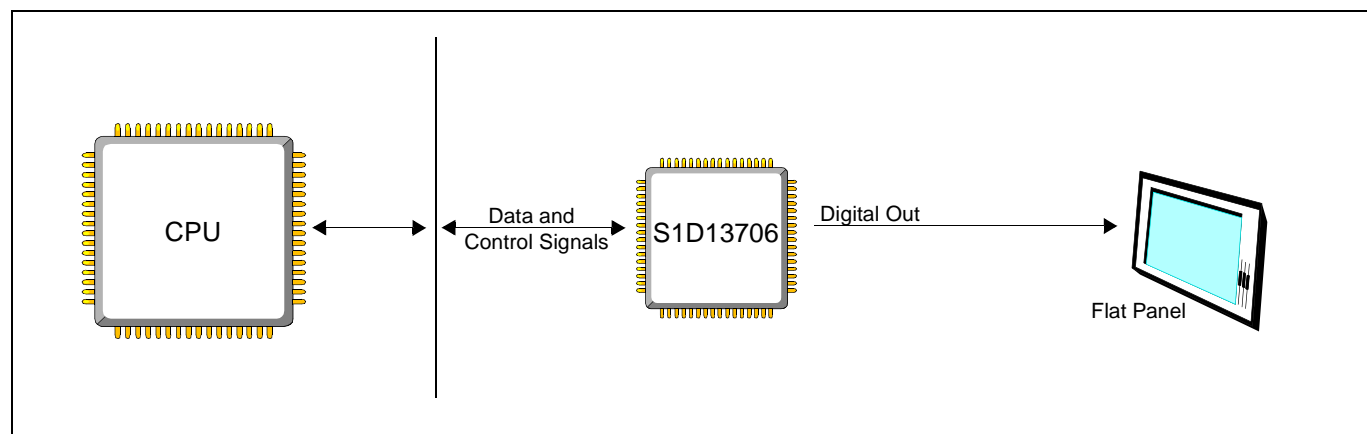 CPU
Data and
Control Signals
S1D13706
Digital Out
Flat Panel